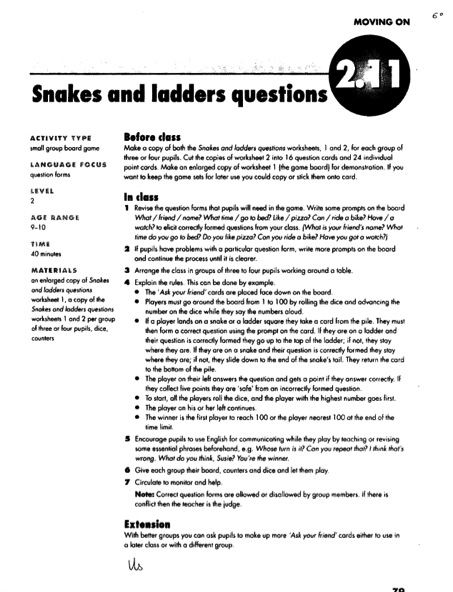 MOVING ON
6º
2.11
Snakes and ladders questions
ACTIVITY TYPE
small group board game
LANGUAGE FOCUS
question forms
LEVEL
2
AGE RANGE
9–10
TIME
40 minutes
MATERIALS
an enlarged copy of Snakes
and ladders questions
worksheet 1, a copy of the
Snakes and ladders questions
worksheets 1 and 2 per group
of three or four pupils, dice,
counters
Before class
Make a copy of both the Snakes and ladders questions worksheets, 1 and 2, for each group of
three or four pupils. Cut the copies of worksheet 2 into 16 question cards and 24 individual
point cards. Make an enlarged copy of worksheet 1 (the game board) for demonstration. If you
want to keep the game sets for later use you could copy or stick them onto card.
In class
1 Revise the question forms that pupils will need in the game. Write some prompts on the board
What / friend / name? What time / go to bed? Like / pizza? Can / ride a bike? Have / a
watch? to elicit correctly formed questions from your class. (What is your friend's name? What
time do you go to bed? Do you like pizza? Can you ride a bike? Have you got a watch?)
2 If pupils have problems with a particular question form, write more prompts on the board
and continue the process until it is clearer.
3 Arrange the class in groups of three to four pupils working around a table.
4 Explain the rules. This can be done by example.
• The 'Ask your friend' cards are placed face down on the board.
• Players must go around the board from 1 to 100 by rolling the dice and advancing the
number on the dice while they say the numbers aloud.
• If a player lands on a snake or a ladder square they take a card from the pile. They must
then form a correct question using the prompt on the card. If they are on a ladder and
their question is correctly formed they go up to the top of the ladder; if not, they stay
where they are. If they are on a snake and their question is correctly formed they stay
where they are; if not, they slide down to the end of the snake's tail. They return the card
to the bottom of the pile.
• The player on their left answers the question and gets a point if they answer correctly. If
they collect five points they are 'safe' from an incorrectly formed question.
• To start, all the players roll the dice, and the player with the highest number goes first.
• The player on his or her left continues.
• The winner is the first player to reach 100 or the player nearest 100 at the end of the
time limit.
5 Encourage pupils to use English for communicating while they play by teaching or revising
some essential phrases beforehand, e.g. Whose turn is it? Can you repeat that? I think that's
wrong. What do you think, Susie? You're the winner.
6 Give each group their board, counters and dice and let them play.
7 Circulate to monitor and help.
Note: Correct question forms are allowed or disallowed by group members. If there is
conflict then the teacher is the judge.
Extension
With better groups you can ask pupils to make up more 'Ask your friend' cards either to use in
a later class or with a different group.